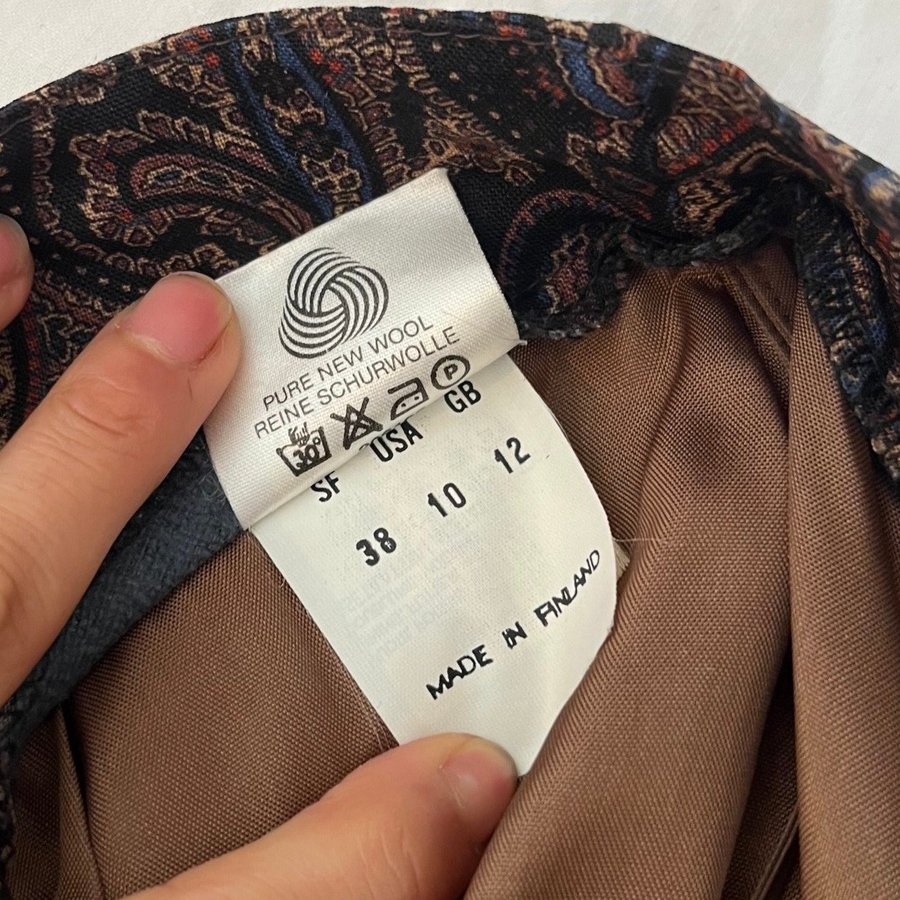 PURE NEW WOOL
REINE SCHURWOLLE
30° P
SF USA GB
38 10 12
MADE IN FINLAND